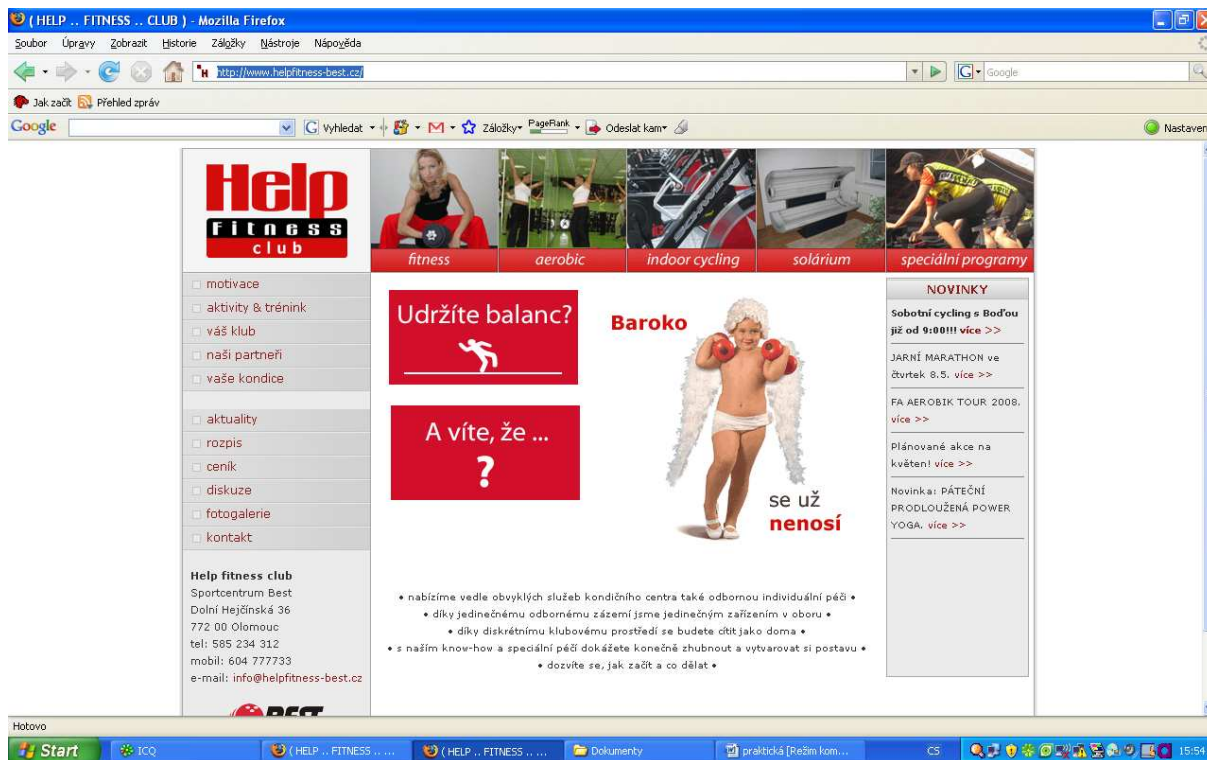 ( HELP .. FITNESS .. CLUB ) - Mozilla Firefox
Soubor Úpravy Zobrazit Historie Záložky Nástroje Nápověda
http://www.helpfitness-best.cz/
Google
Jak začít Přehled zpráv
Google Vyhledat Záložky PageRank Odeslat kam Nastaven
Help
Fitness
club
fitness aerobic indoor cycling solárium speciální programy
motivace
aktivity & trénink
váš klub
naši partneři
vaše kondice
aktuality
rozpis
ceník
diskuze
fotogalerie
kontakt
Help fitness club
Sportcentrum Best
Dolní Hejčínská 36
772 00 Olomouc
tel: 585 234 312
mobil: 604 777733
e-mail: info@helpfitness-best.cz
BEST
Udržíte balanc?
A víte, že ...
?
Baroko
se už
nenosí
• nabízíme vedle obvyklých služeb kondičního centra také odbornou individuální péči •
• díky jedinečnému odbornému zázemí jsme jedinečným zařízením v oboru •
• díky diskrétnímu klubovému prostředí se budete cítit jako doma •
• s naším know-how a speciální péčí dokážete konečně zhubnout a vytvarovat si postavu •
• dozvíte se, jak začít a co dělat •
NOVINKY
Sobotní cycling s Boďou
již od 9:00!!! více >>
JARNÍ MARATHON ve
čtvrtek 8.5. více >>
FA AEROBIK TOUR 2008.
více >>
Plánované akce na
květen! více >>
Novinka: PÁTEČNÍ
PRODLOUŽENÁ POWER
YOGA. více >>
Hotovo
Start ICQ ( HELP .. FITNESS .. ... ( HELP .. FITNESS .. ... Dokumenty praktická [Režim kom... CS 15:54